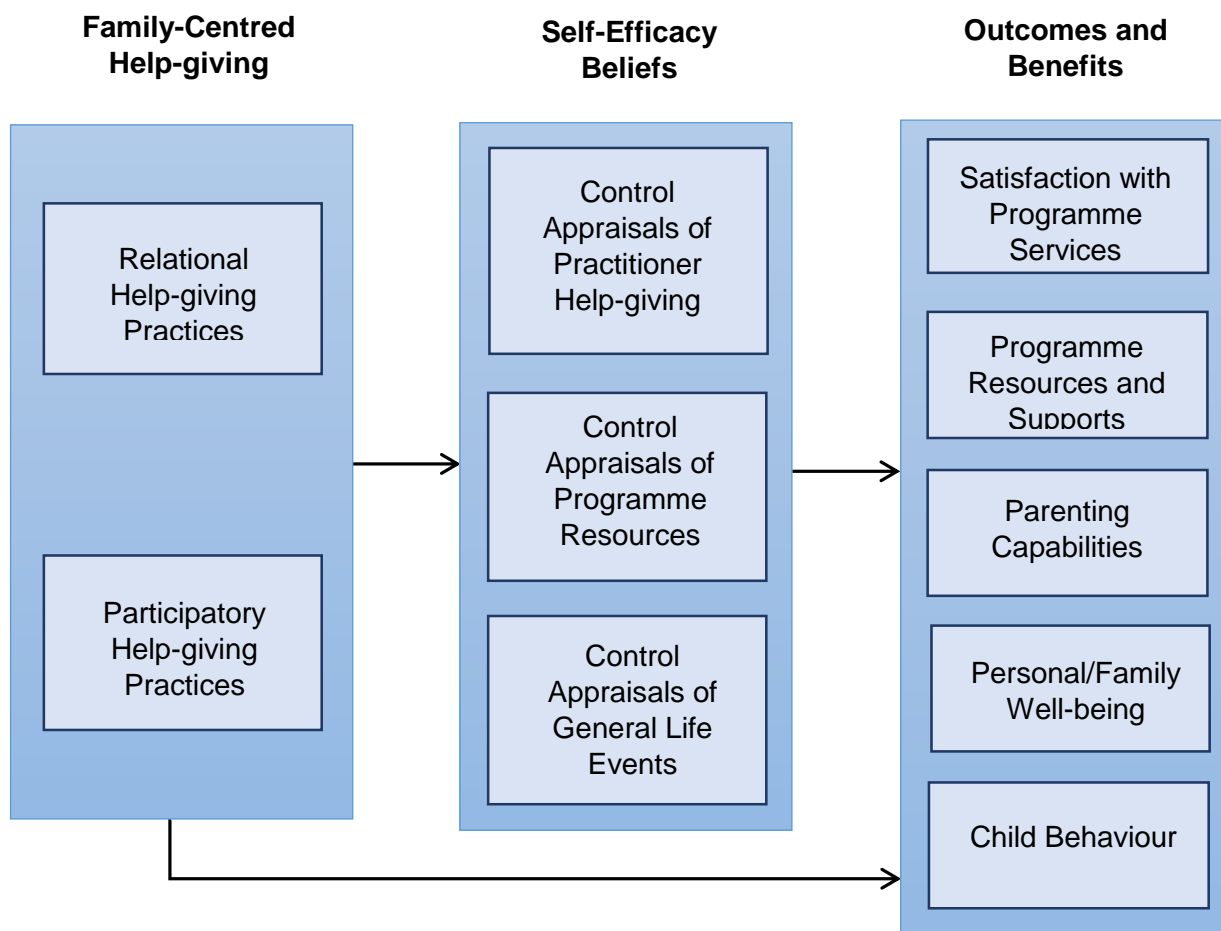 Family-Centred
Help-giving
Self-Efficacy
Beliefs
Outcomes and
Benefits
Relational
Help-giving
Practices
Participatory
Help-giving
Practices
Control
Appraisals of
Practitioner
Help-giving
Control
Appraisals of
Programme
Resources
Control
Appraisals of
General Life
Events
Satisfaction with
Programme
Services
Programme
Resources and
Supports
Parenting
Capabilities
Personal/Family
Well-being
Child Behaviour